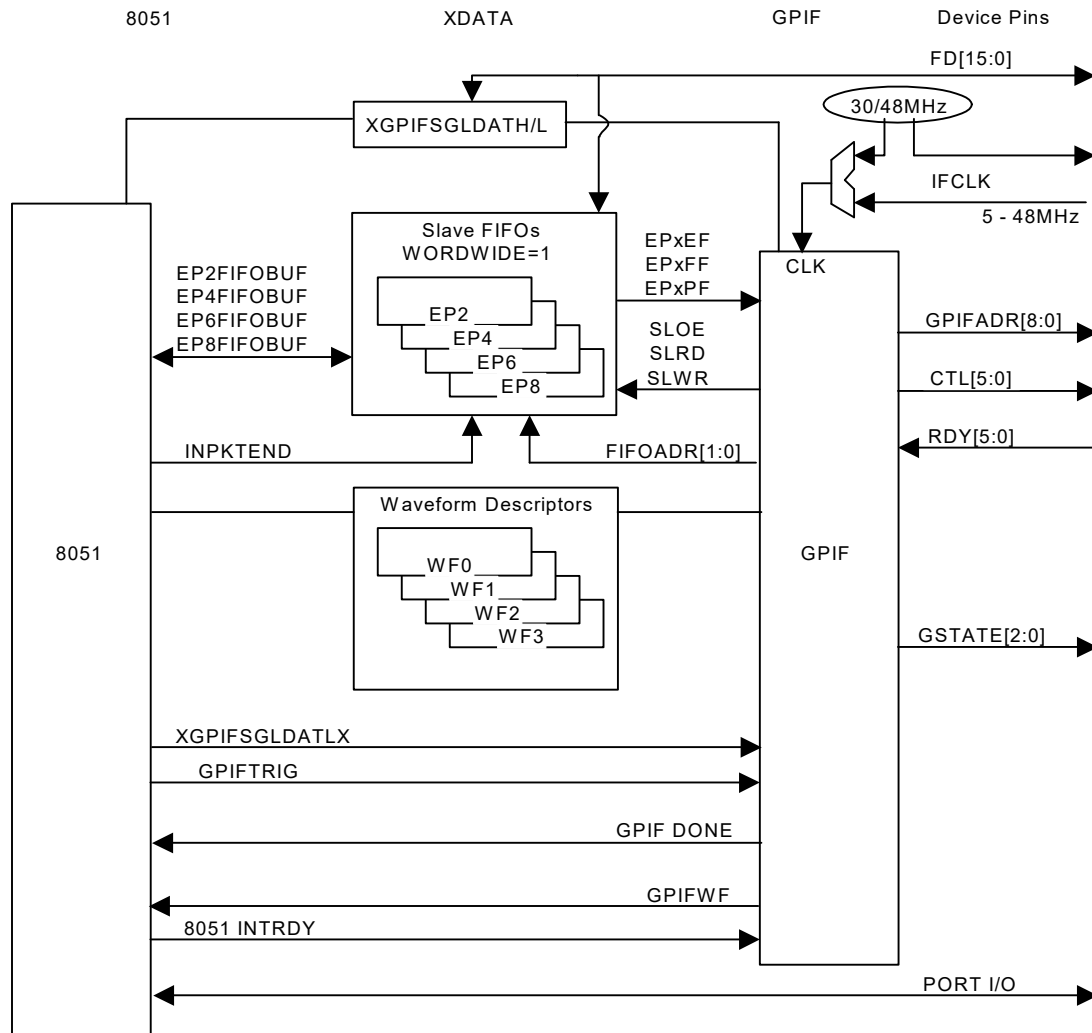 8051
XDATA
GPIF
Device Pins
FD[15:0]
30/48MHz
XGPIFSGLDATH/L
IFCLK
5 - 48MHz
Slave FIFOs
WORDWIDE=1
EP2
EP4
EP6
EP8
EP2FIFOBUF
EP4FIFOBUF
EP6FIFOBUF
EP8FIFOBUF
EPxEF
EPxFF
EPxPF
SLOE
SLRD
SLWR
CLK
GPIFADR[8:0]
CTL[5:0]
RDY[5:0]
INPKTEND
FIFOADR[1:0]
Waveform Descriptors
WF0
WF1
WF2
WF3
8051
GPIF
GSTATE[2:0]
XGPIFSGLDATLX
GPIFTRIG
GPIF DONE
GPIFWF
8051 INTRDY
PORT I/O